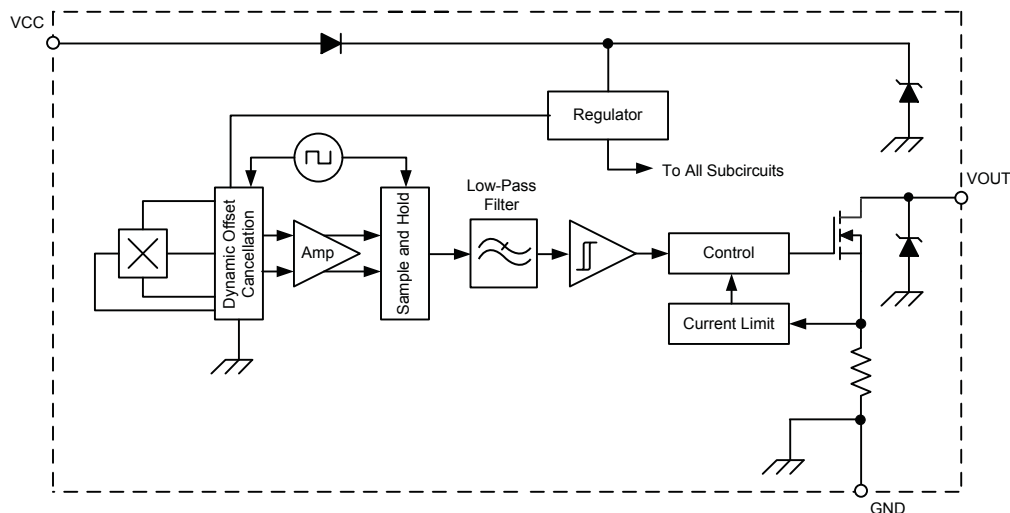 VCC
Regulator
To All Subcircuits
VOUT
Low-Pass
Filter
Dynamic Offset
Cancellation
Amp
Sample and Hold
Control
Current Limit
GND